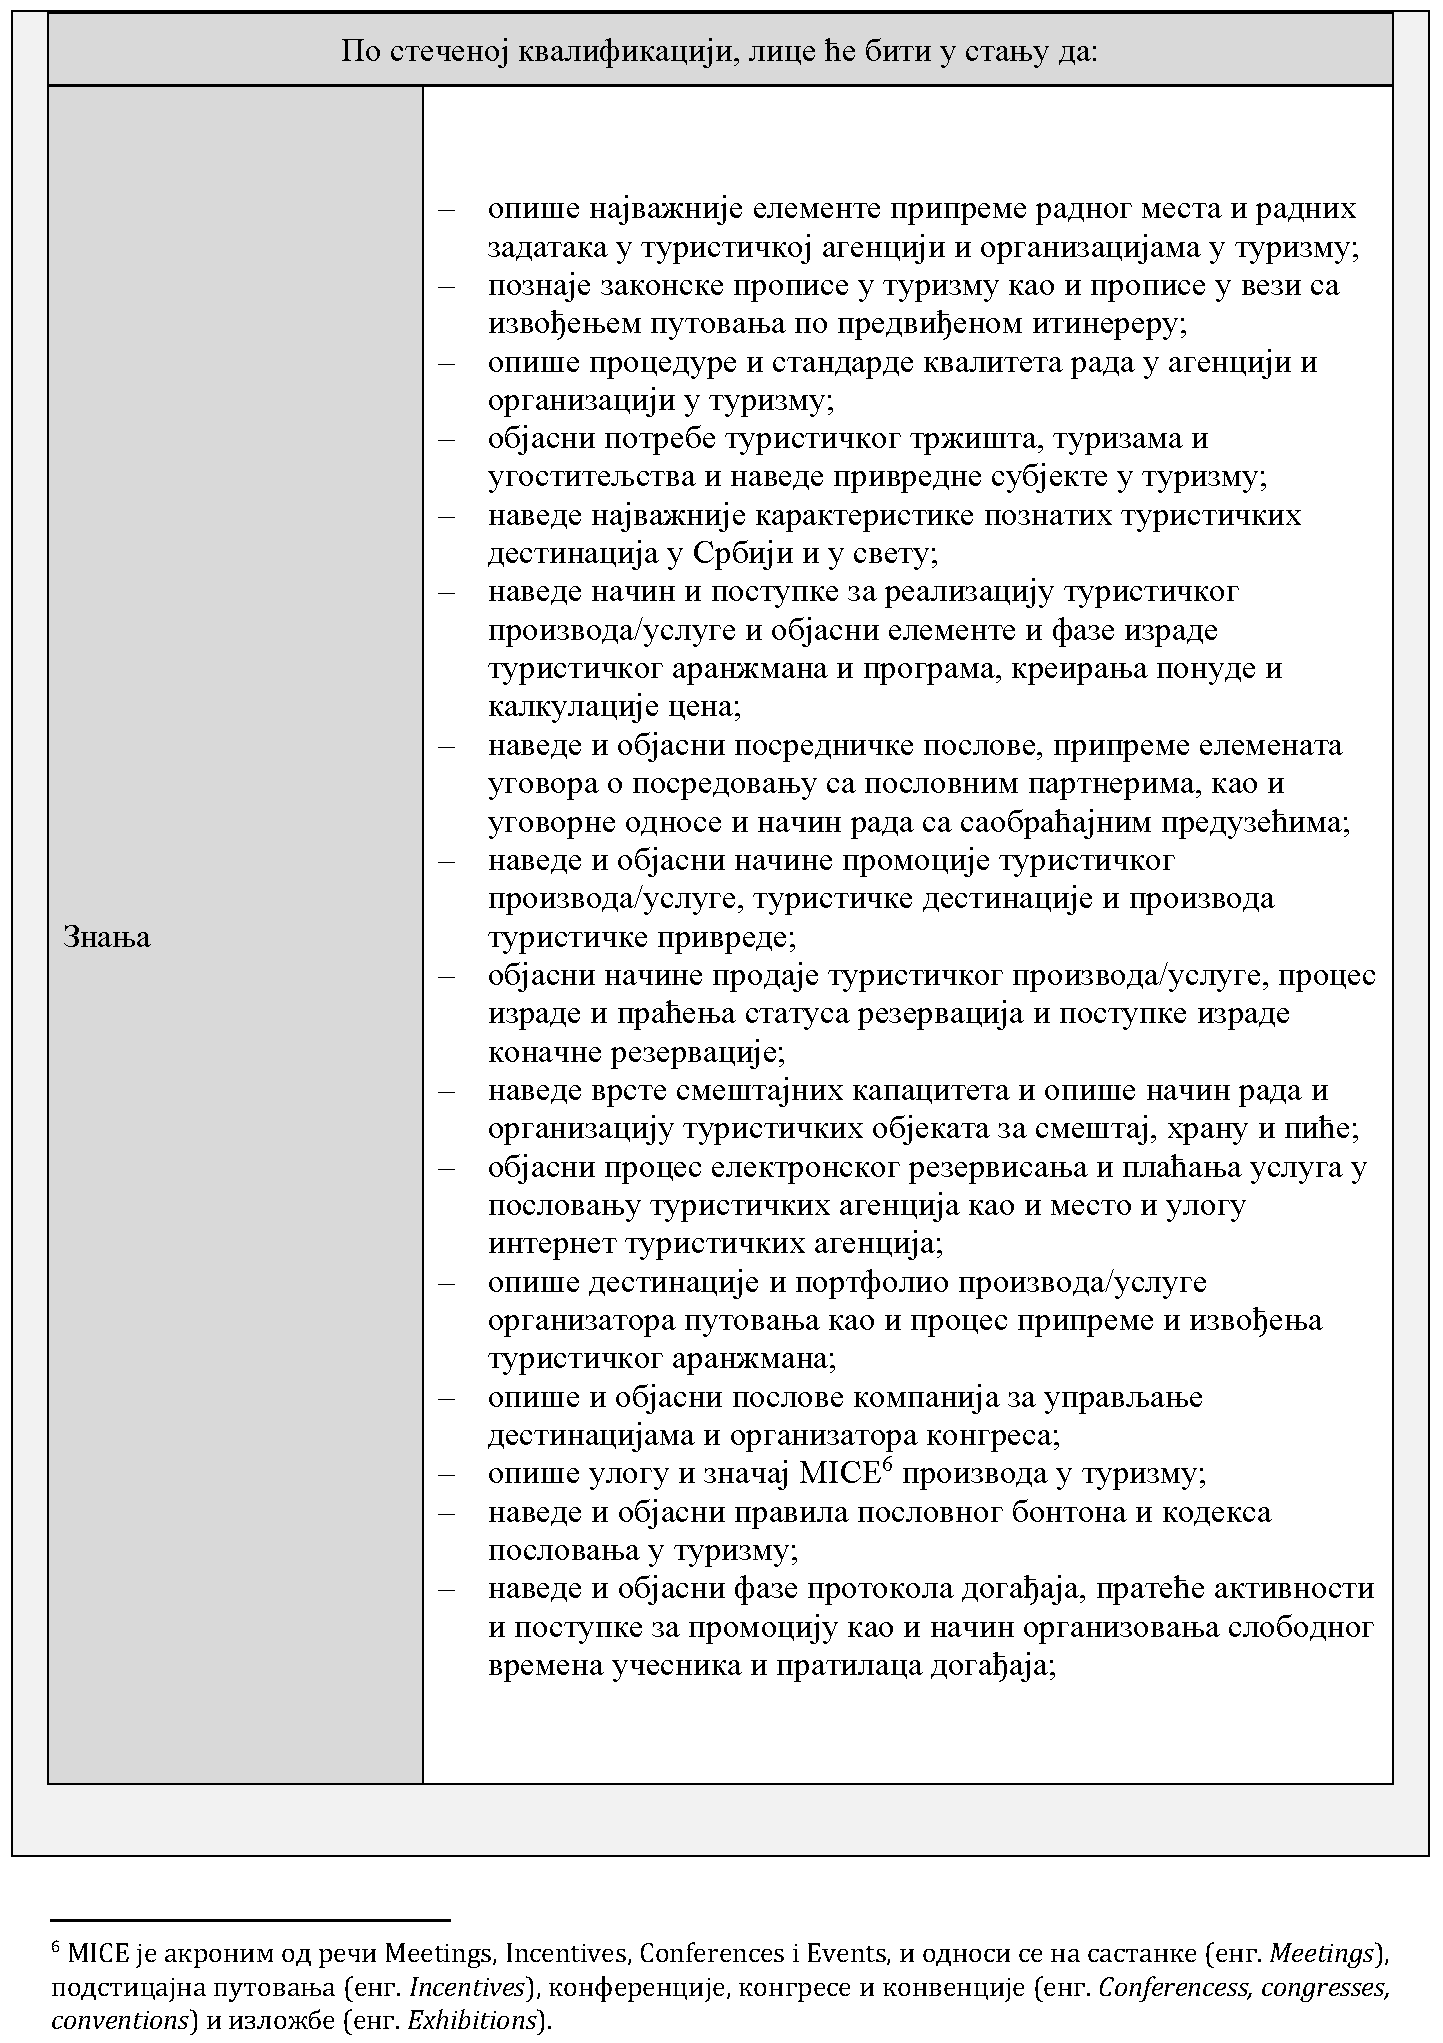 По стеченој квалификацији, лице ће бити у стању да:
Знања
– опише најважније елементе припреме радног места и радних
задатака у туристичкој агенцији и организацијама у туризму;
– познаје законске прописе у туризму као и прописе у вези са
извођењем путовања по предвиђеном итинереру;
– опише процедуре и стандарде квалитета рада у агенцији и
организацији у туризму;
– објасни потребе туристичког тржишта, туризама и
угоститељства и наведе привредне субјекте у туризму;
– наведе најважније карактеристике познатих туристичких
дестинација у Србији и у свету;
– наведе начин и поступке за реализацију туристичког
производа/услуге и објасни елементе и фазе израде
туристичког аранжмана и програма, креирања понуде и
калкулације цена;
– наведе и објасни посредничке послове, припреме елемената
уговора о посредовању са пословним партнерима, као и
уговорне односе и начин рада са саобраћајним предузећима;
– наведе и објасни начине промоције туристичког
производа/услуге, туристичке дестинације и производа
туристичке привреде;
– објасни начине продаје туристичког производа/услуге, процес
израде и праћења статуса резервација и поступке израде
коначне резервације;
– наведе врсте смештајних капацитета и опише начин рада и
организацију туристичких објеката за смештај, храну и пиће;
– објасни процес електронског резервисања и плаћања услуга у
пословању туристичких агенција као и место и улогу
интернет туристичких агенција;
– опише дестинације и портфолио производа/услуге
организатора путовања као и процес припреме и извођења
туристичког аранжмана;
– опише и објасни послове компанија за управљање
дестинацијама и организатора конгреса;
– опише улогу и значај MICE⁶ производа у туризму;
– наведе и објасни правила пословног бонтона и кодекса
пословања у туризму;
– наведе и објасни фазе протокола догађаја, пратеће активности
и поступке за промоцију као и начин организовања слободног
времена учесника и пратилаца догађаја;
⁶ MICE је акроним од речи Meetings, Incentives, Conferences i Events, и односи се на састанке (енг. Meetings),
подстицајна путовања (енг. Incentives), конференције, конгресе и конвенције (енг. Conferencess, congresses,
conventions) и изложбе (енг. Exhibitions).